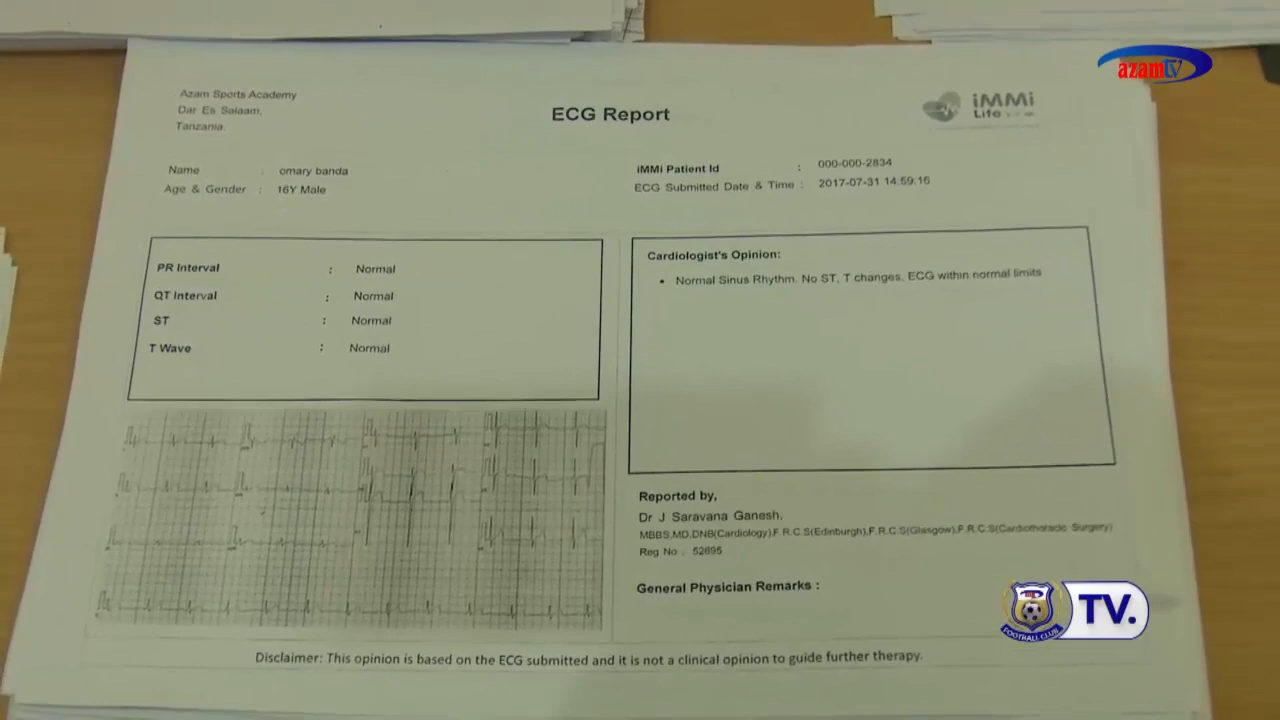 azam tv
Azam Sports Academy
Dar Es Salaam,
Tanzania.
ECG Report
iMMi
Life
Name : omary banda
Age & Gender : 16Y Male
iMMi Patient Id : 000-000-2834
ECG Submitted Date & Time : 2017-07-31 14:59:16
PR Interval : Normal
QT Interval : Normal
ST : Normal
T Wave : Normal
Cardiologist's Opinion:
• Normal Sinus Rhythm. No ST, T changes. ECG within normal limits
Reported by,
Dr J Saravana Ganesh,
MBBS,MD,DNB(Cardiology),F.R.C.S(Edinburgh),F.R.C.S(Glasgow),F.R.C.S(Cardiothoracic Surgery)
Reg No : 52695
General Physician Remarks :
FOOTBALL CLUB
TV.
Disclaimer: This opinion is based on the ECG submitted and it is not a clinical opinion to guide further therapy.